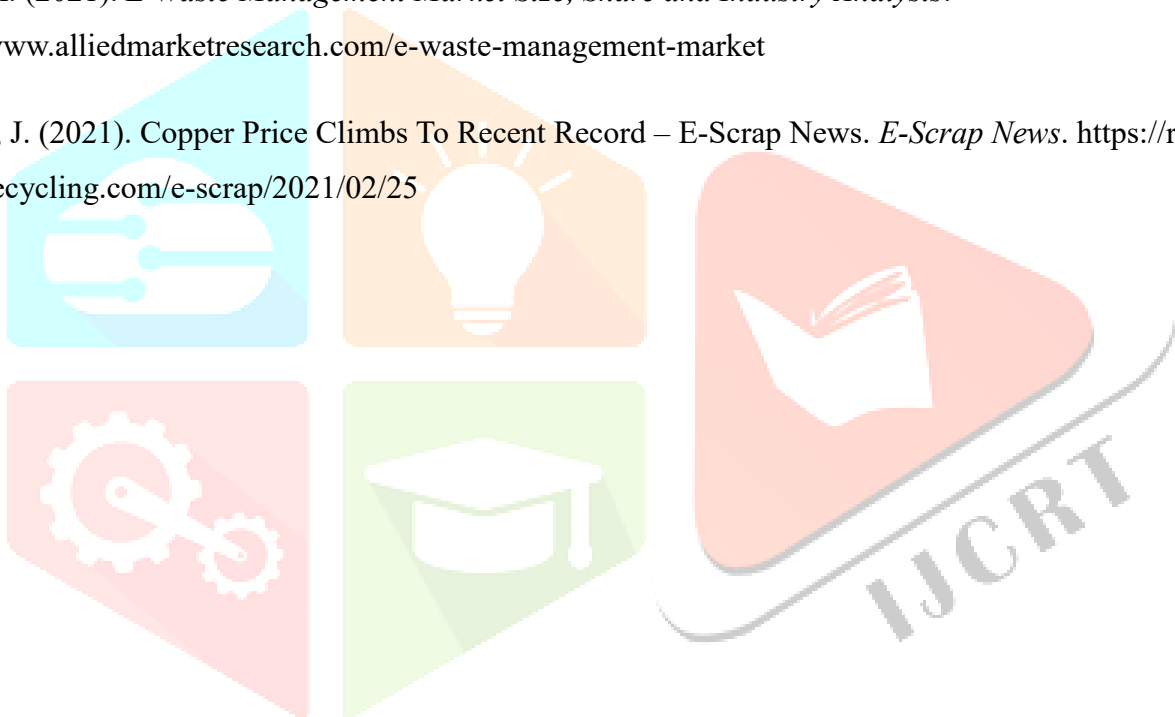 (2021). E-Waste Management Market Size, Share and Industry Analysis.
www.alliedmarketresearch.com/e-waste-management-market
J. (2021). Copper Price Climbs To Recent Record – E-Scrap News. E-Scrap News. https://r
ecycling.com/e-scrap/2021/02/25
IJCRT